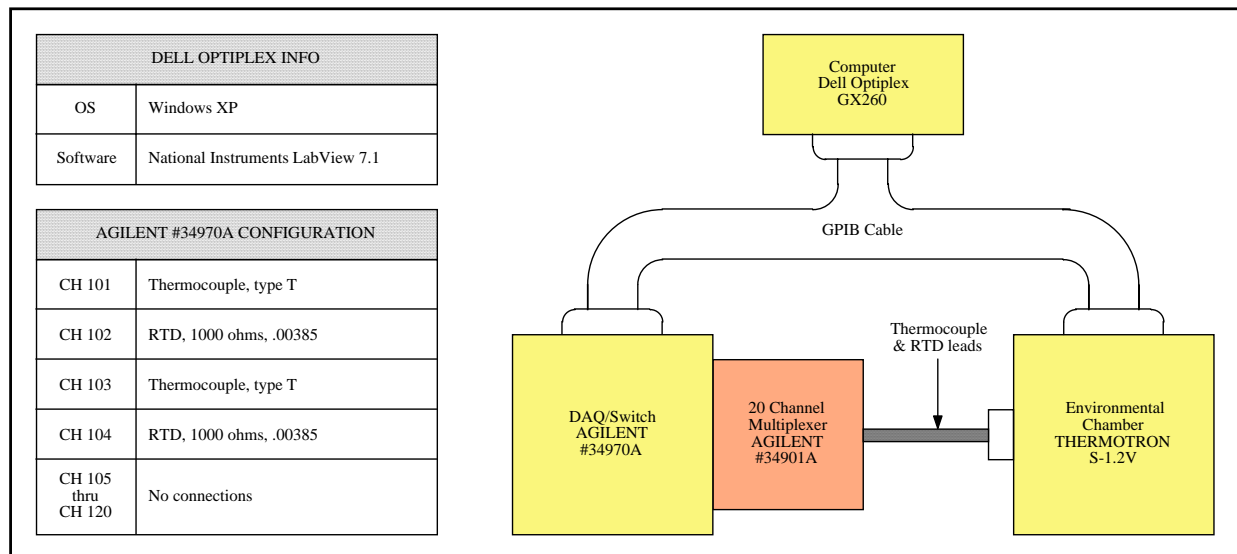 DELL OPTIPLEX INFO
OS
Windows XP
Software
National Instruments LabView 7.1
AGILENT #34970A CONFIGURATION
CH 101
Thermocouple, type T
CH 102
RTD, 1000 ohms, .00385
CH 103
Thermocouple, type T
CH 104
RTD, 1000 ohms, .00385
CH 105
thru
CH 120
No connections
Computer
Dell Optiplex
GX260
GPIB Cable
Thermocouple
& RTD leads
DAQ/Switch
AGILENT
#34970A
20 Channel
Multiplexer
AGILENT
#34901A
Environmental
Chamber
THERMOTRON
S-1.2V